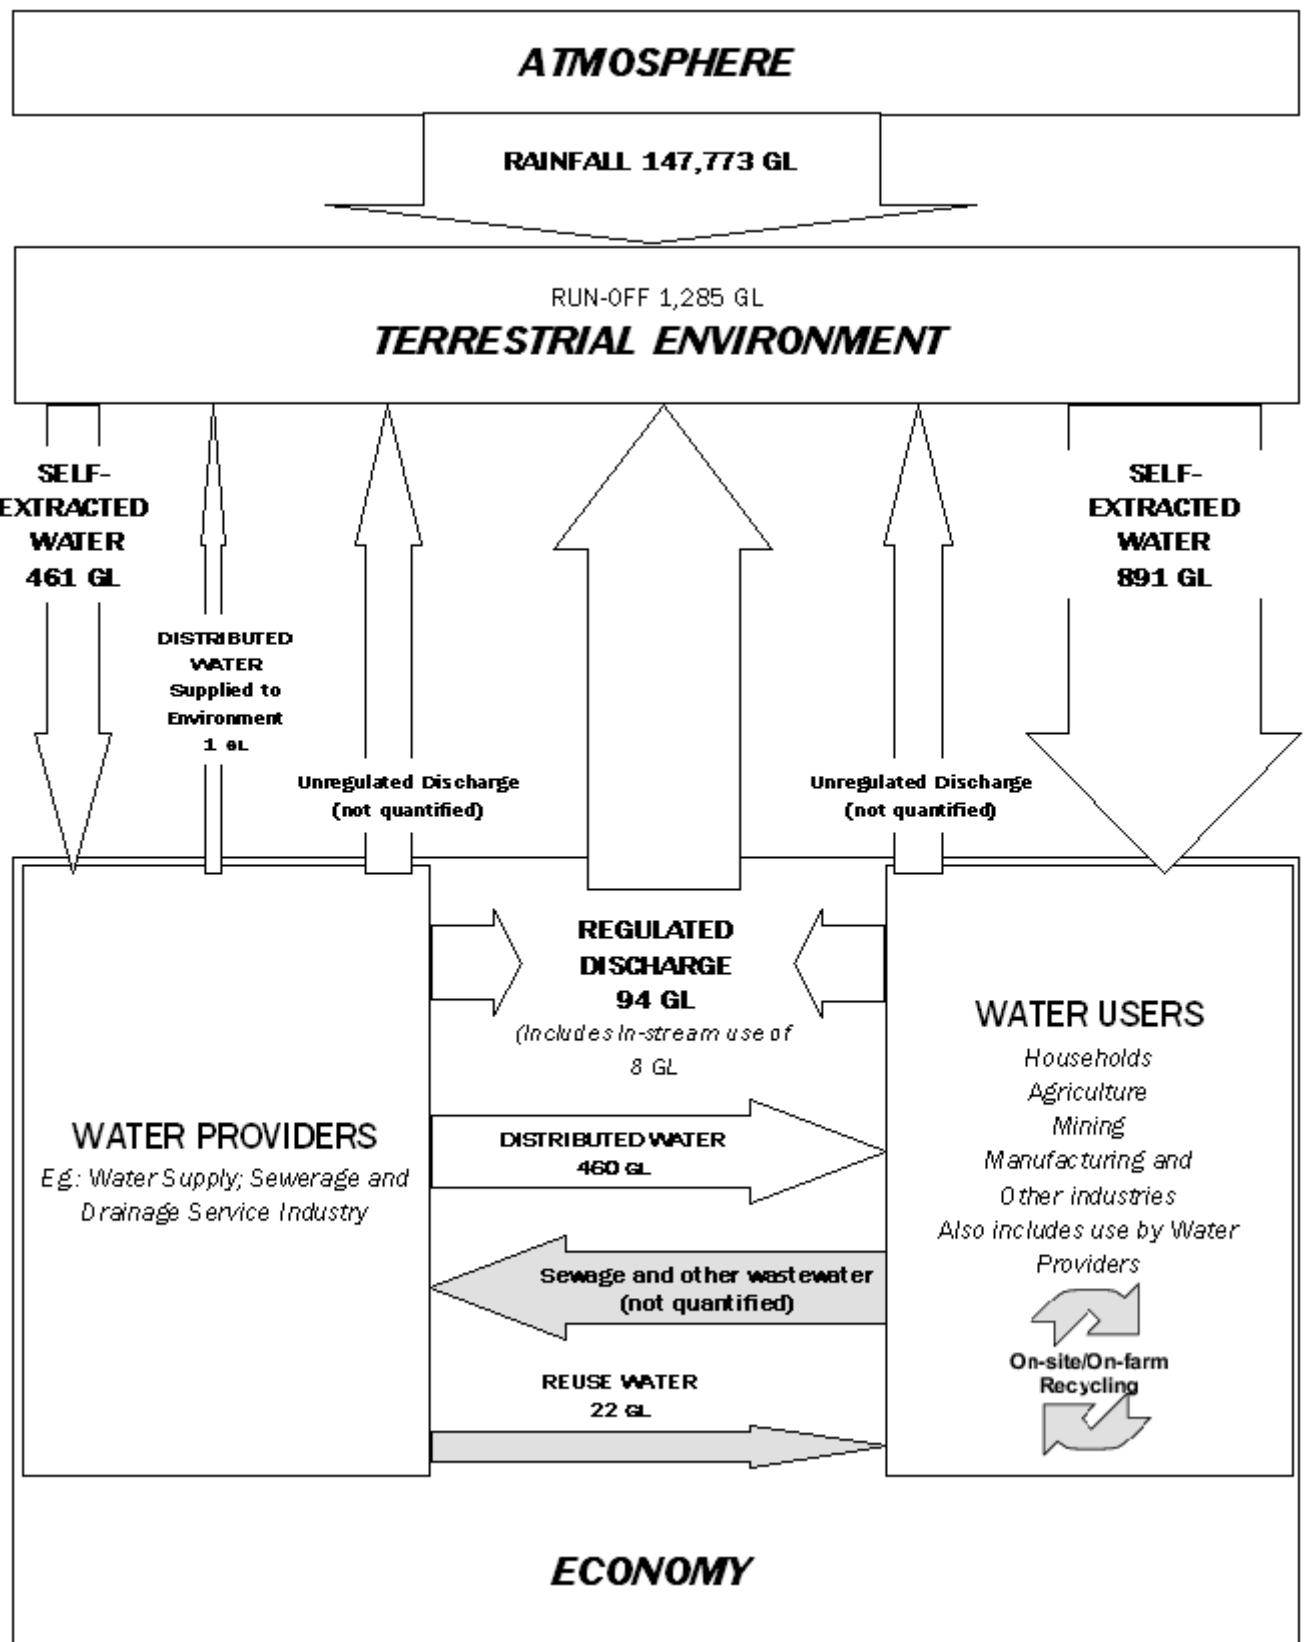 ATMOSPHERE
RAINFALL 147,773 GL
RUN-OFF 1,285 GL
TERRESTRIAL ENVIRONMENT
SELF-
EXTRACTED
WATER
461 GL
DISTRIBUTED
WATER
Supplied to
Environment
1 GL
Unregulated Discharge
(not quantified)
Unregulated Discharge
(not quantified)
SELF-
EXTRACTED
WATER
891 GL
REGULATED
DISCHARGE
94 GL
(Includes In-stream use of
8 GL
WATER PROVIDERS
Eg.: Water Supply; Sewerage and
Drainage Service Industry
DISTRIBUTED WATER
460 GL
Sewage and other wastewater
(not quantified)
REUSE WATER
22 GL
WATER USERS
Households
Agriculture
Mining
Manufacturing and
Other industries
Also includes use by Water
Providers
On-site/On-farm
Recycling
ECONOMY